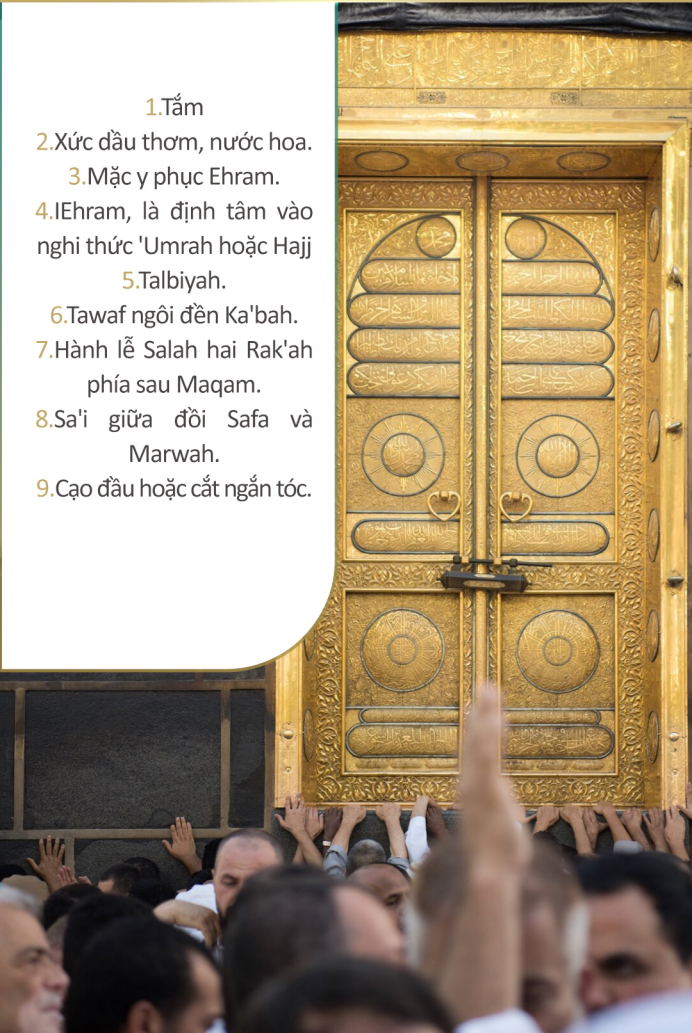 1.Tắm
2.Xức dầu thơm, nước hoa.
3.Mặc y phục Ehram.
4.IEhram, là định tâm vào
nghi thức 'Umrah hoặc Hajj
5.Talbiyah.
6.Tawaf ngôi đền Ka'bah.
7.Hành lễ Salah hai Rak'ah
phía sau Maqam.
8.Sa'i giữa đồi Safa và
Marwah.
9.Cạo đầu hoặc cắt ngắn tóc.